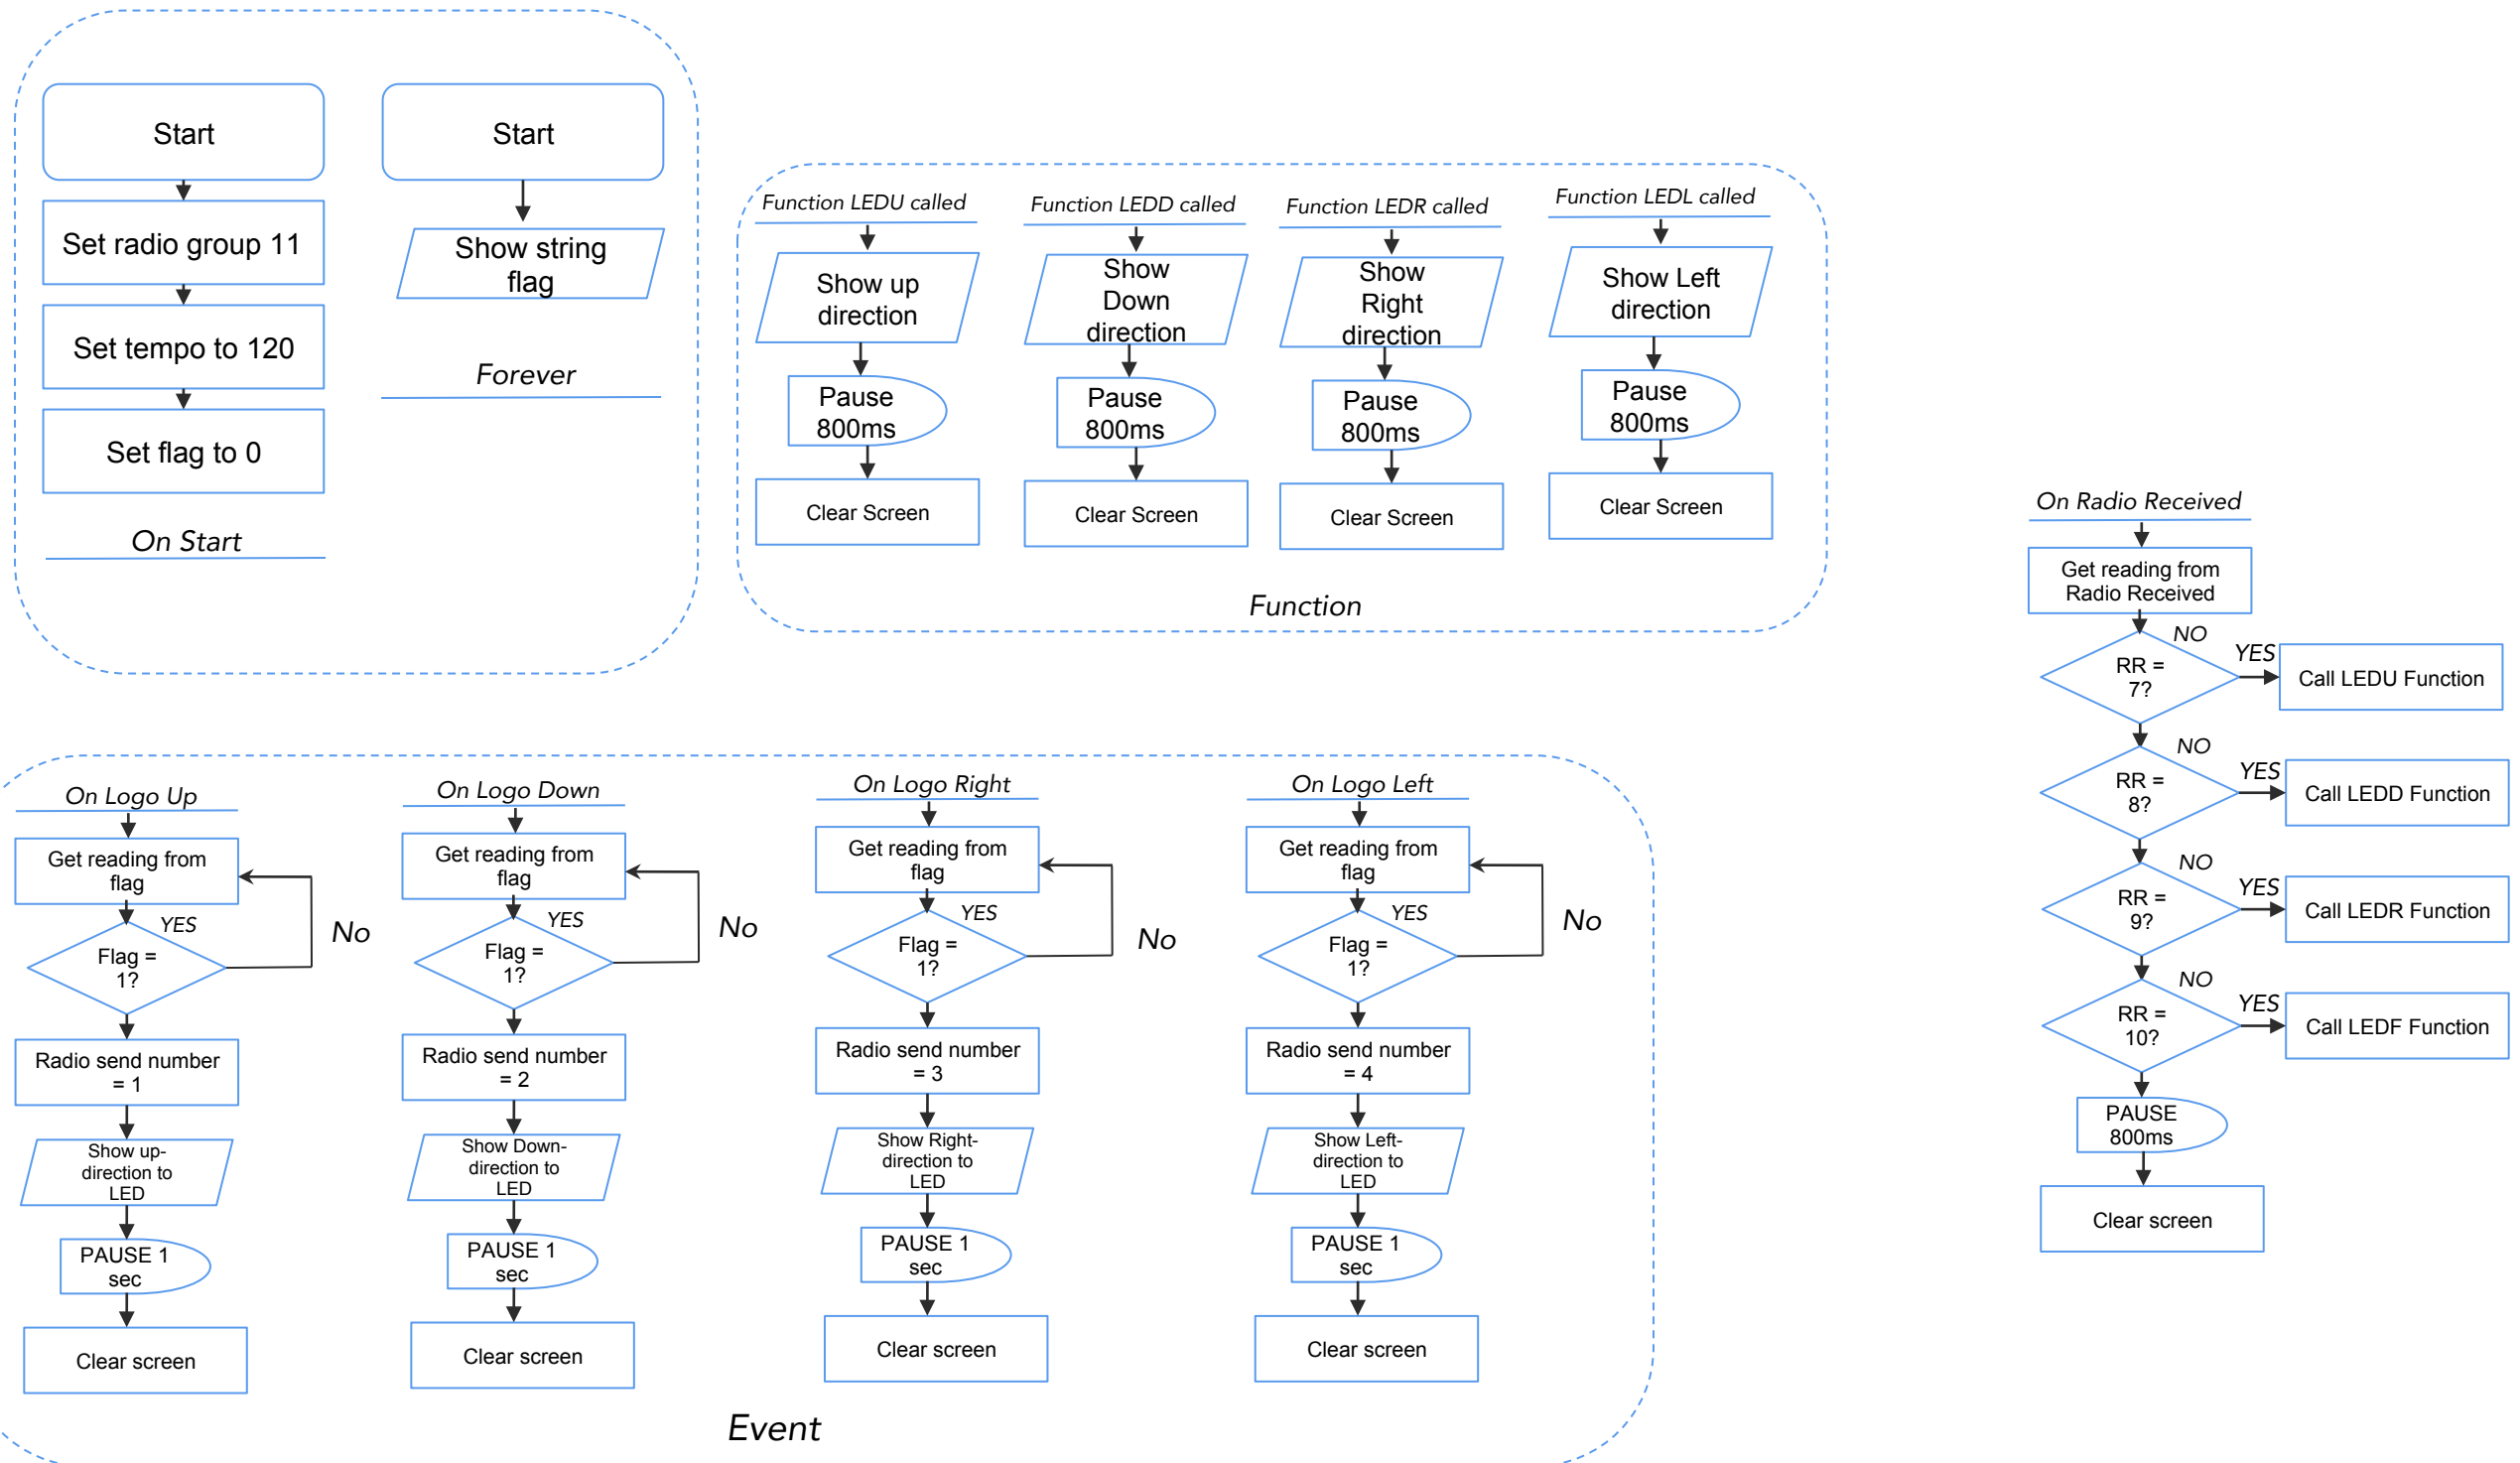 Start
Set radio group 11
Set tempo to 120
Set flag to 0
On Start
Start
Show string
flag
Forever
Function LEDU called
Show up
direction
Pause
800ms
Clear Screen
Function LEDD called
Show
Down
direction
Pause
800ms
Clear Screen
Function LEDR called
Show
Right
direction
Pause
800ms
Clear Screen
Function LEDL called
Show Left
direction
Pause
800ms
Clear Screen
Function
On Radio Received
Get reading from
Radio Received
NO
RR =
7?
YES
Call LEDU Function
NO
RR =
8?
YES
Call LEDD Function
NO
RR =
9?
YES
Call LEDR Function
NO
RR =
10?
YES
Call LEDF Function
PAUSE
800ms
Clear screen
On Logo Up
Get reading from
flag
YES
Flag =
1?
No
Radio send number
= 1
Show up-
direction to
LED
PAUSE 1
sec
Clear screen
On Logo Down
Get reading from
flag
YES
Flag =
1?
No
Radio send number
= 2
Show Down-
direction to
LED
PAUSE 1
sec
Clear screen
On Logo Right
Get reading from
flag
YES
Flag =
1?
No
Radio send number
= 3
Show Right-
direction to
LED
PAUSE 1
sec
Clear screen
On Logo Left
Get reading from
flag
YES
Flag =
1?
No
Radio send number
= 4
Show Left-
direction to
LED
PAUSE 1
sec
Clear screen
Event